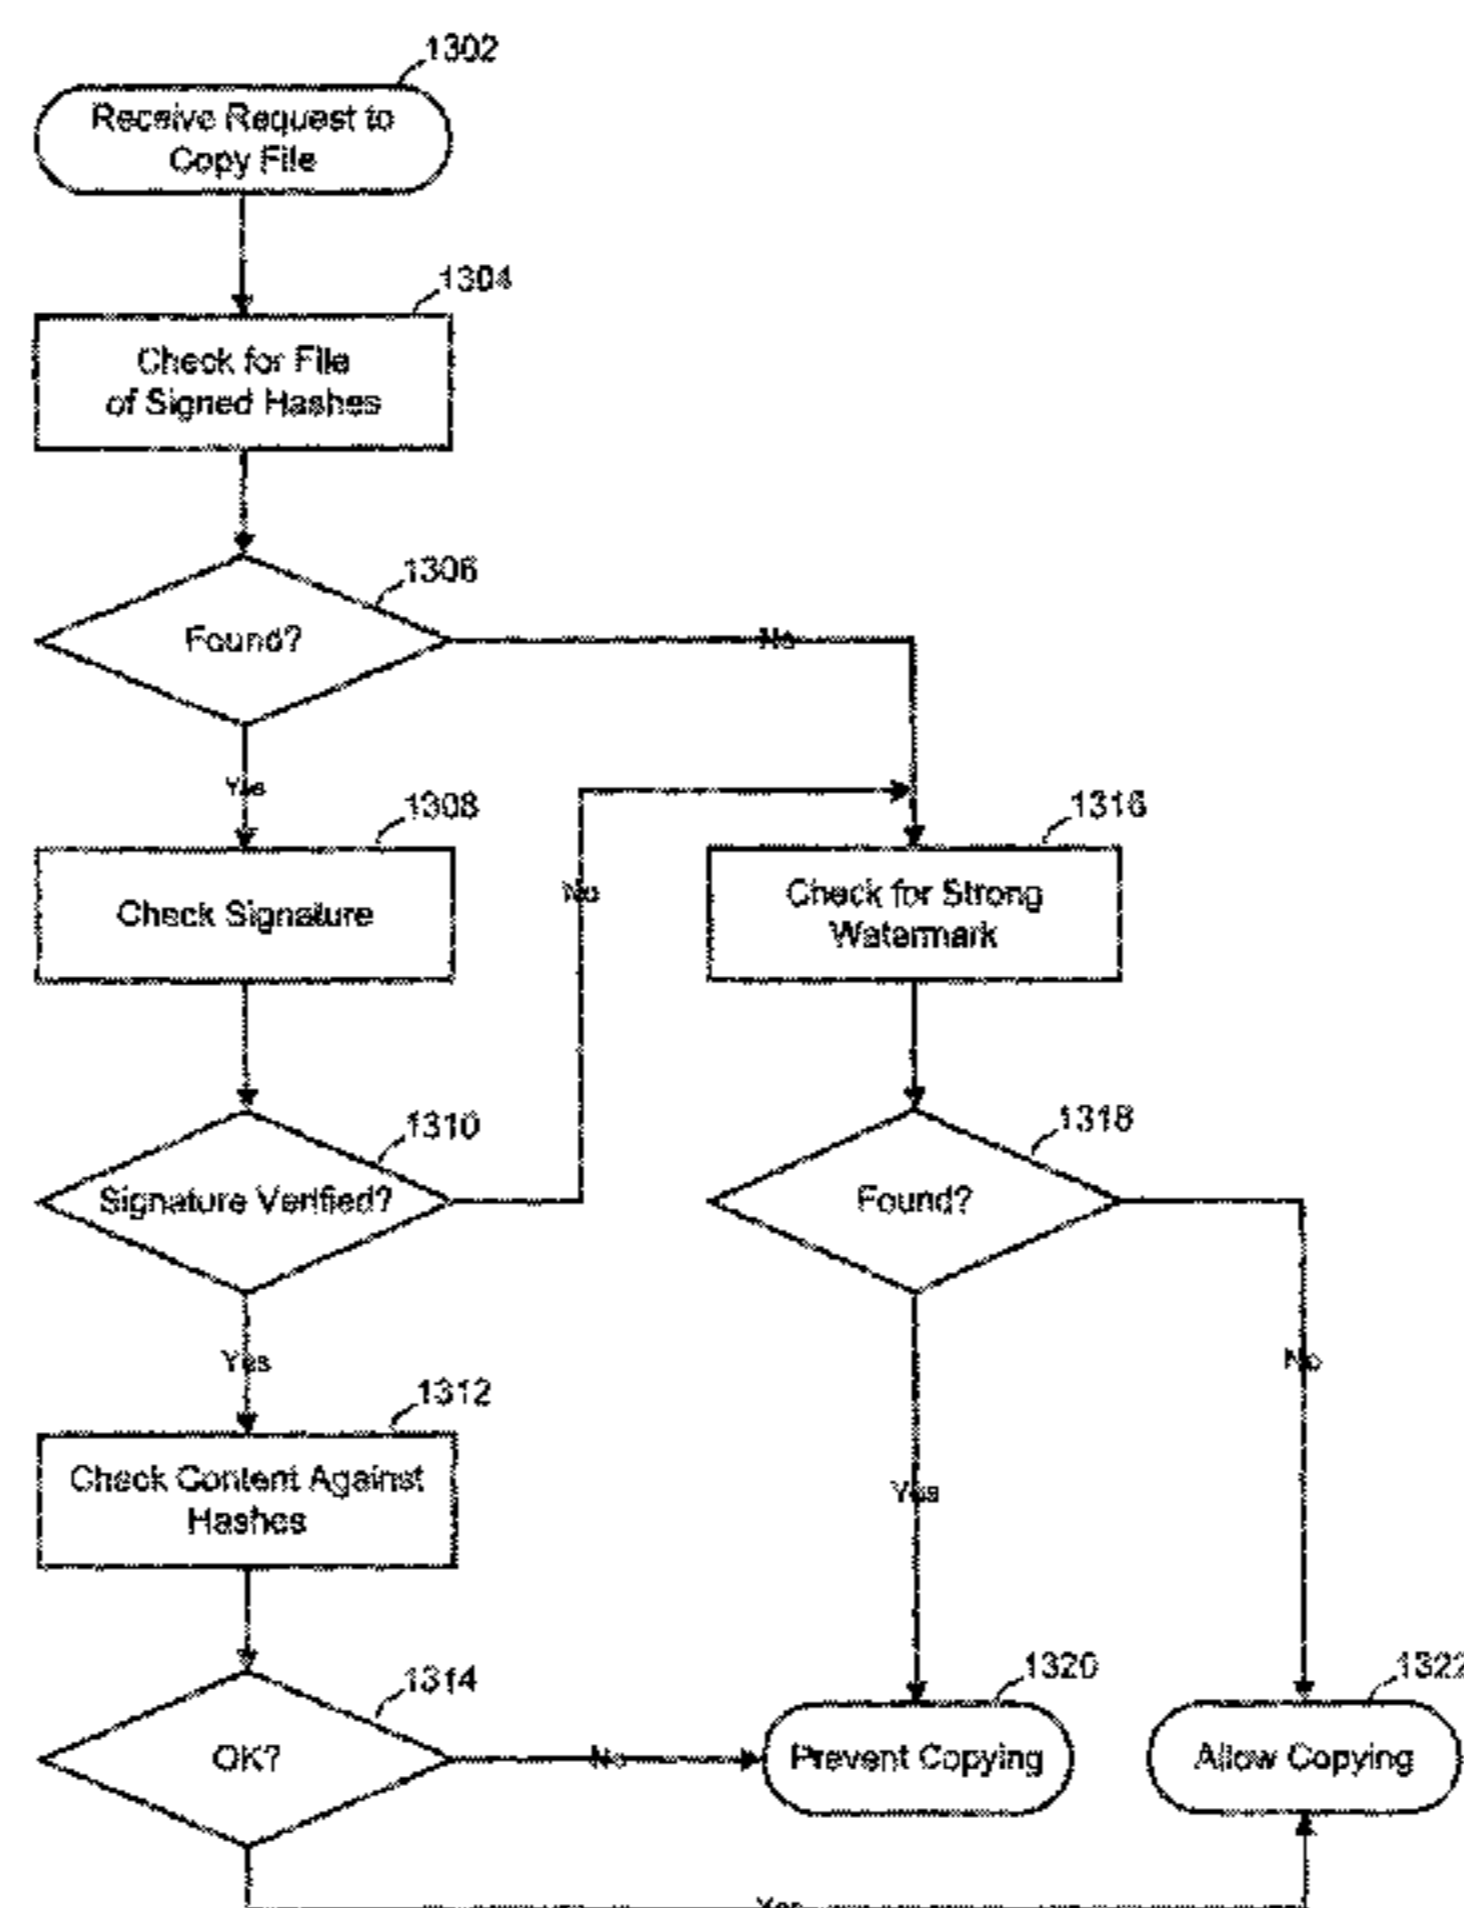 1302
Receive Request to
Copy File
1304
Check for File
of Signed Hashes
1306
Found?
No
Yes
1308
Check Signature
No
1316
Check for Strong
Watermark
1310
Signature Verified?
1318
Found?
Yes
No
1312
Check Content Against
Hashes
Yes
1314
OK?
No
1320
Prevent Copying
1322
Allow Copying
Yes